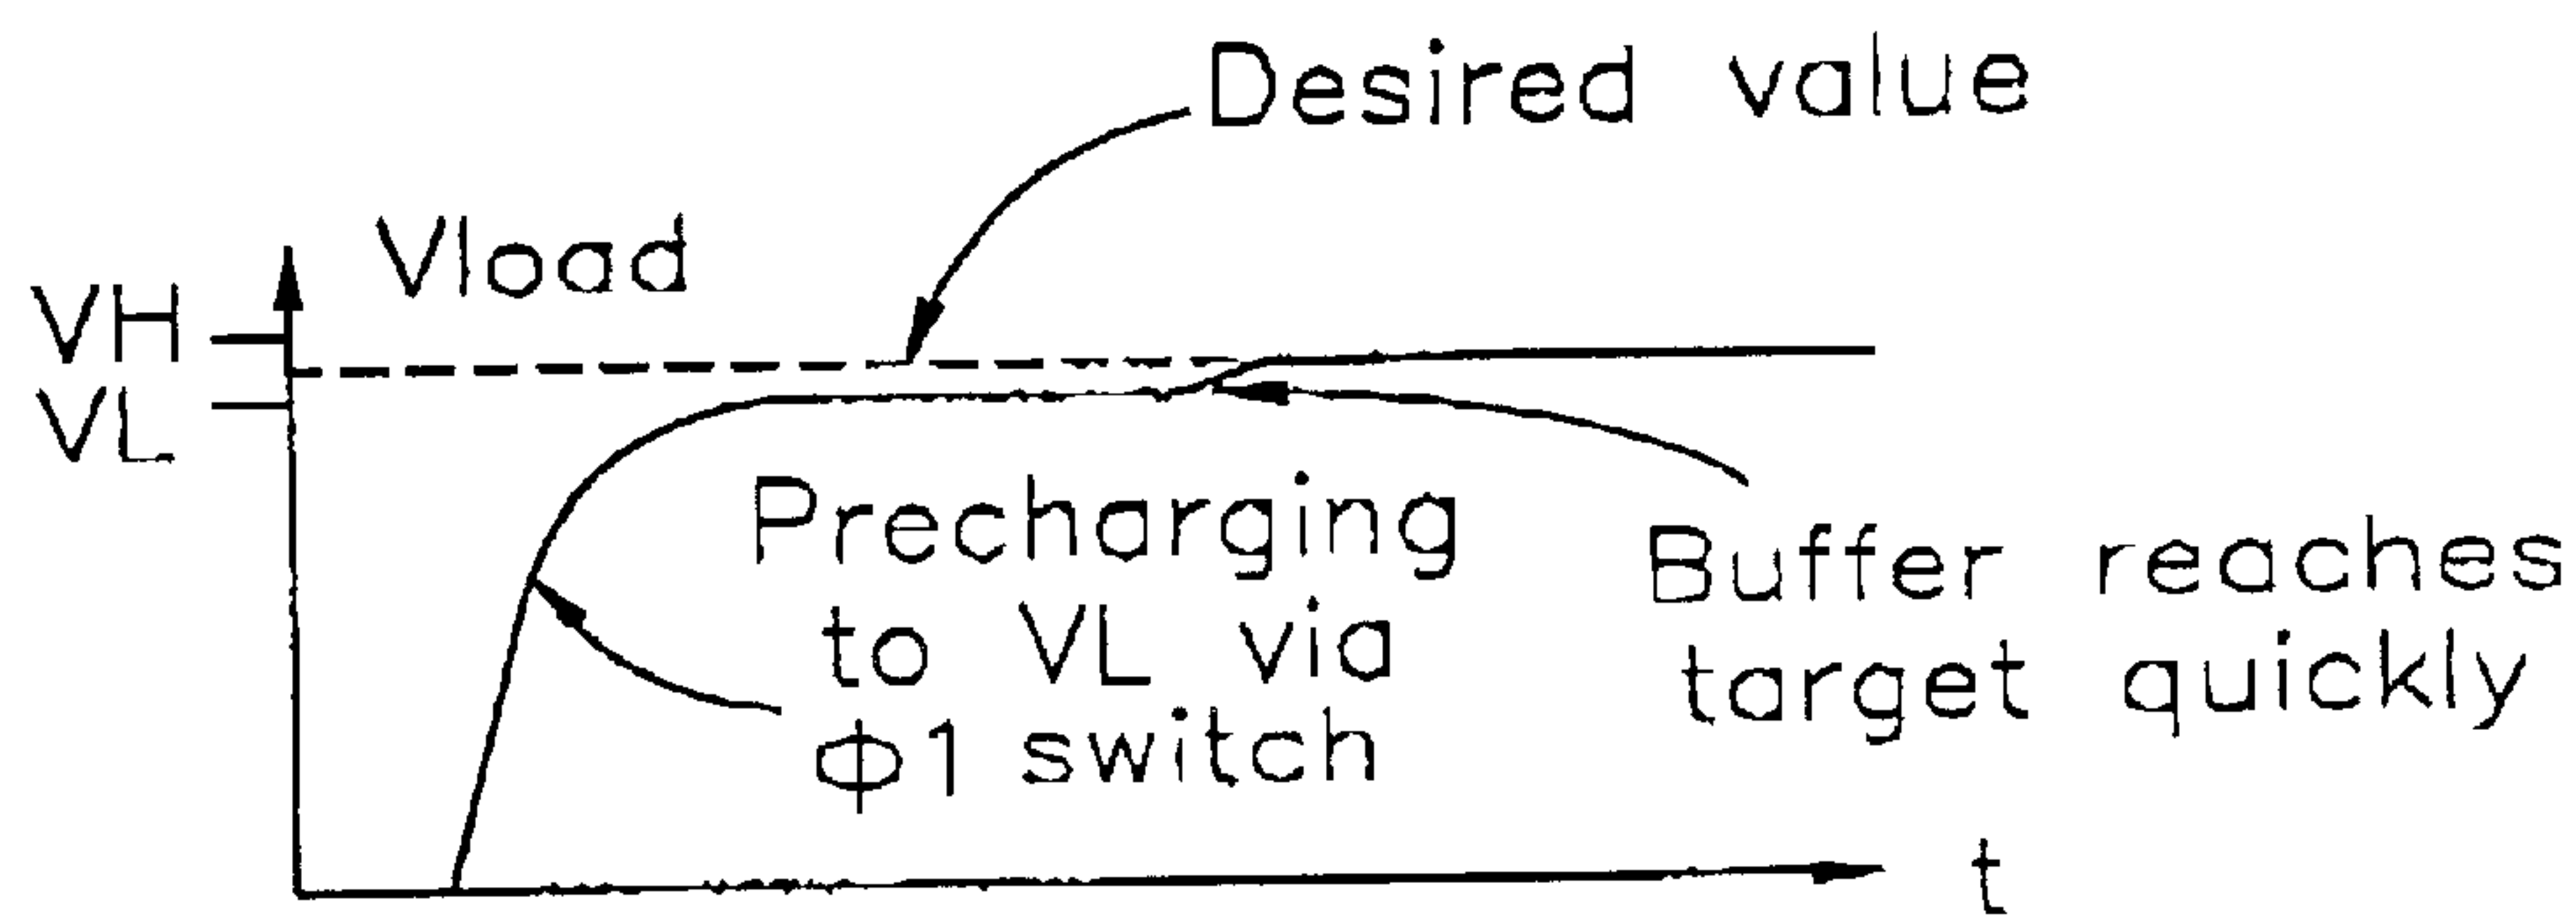 Desired value
Vload
VH
VL
Precharging
to VL via
Φ1 switch
Buffer reaches
target quickly
t